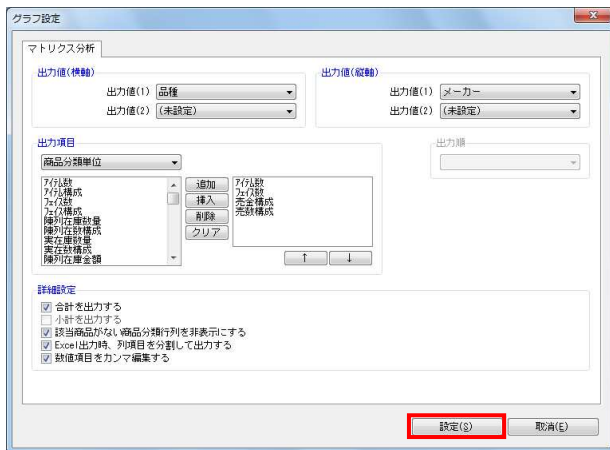 グラフ設定
マトリクス分析
出力値(横軸)
出力値(1) 品種
出力値(2) (未設定)
出力値(縦軸)
出力値(1) メーカー
出力値(2) (未設定)
出力項目
商品分類単位
ｱｲﾃﾑ数
ｱｲﾃﾑ構成
ﾌｪｲｽ数
ﾌｪｲｽ構成
陳列在庫数量
陳列在数構成
実在庫数量
実在数構成
陳列在庫金額
追加
挿入
削除
クリア
ｱｲﾃﾑ数
ﾌｪｲｽ数
売金構成
売数構成
↑ ↓
出力順
詳細設定
合計を出力する
小計を出力する
該当商品がない商品分類行列を非表示にする
Excel出力時、列項目を分割して出力する
数値項目をカンマ編集する
設定(S) 取消(E)